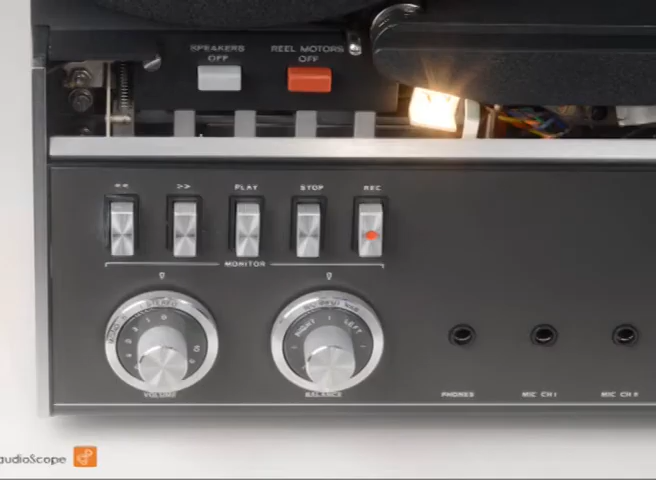 SPEAKERS
OFF
REEL MOTORS
OFF
<<
>>
PLAY
STOP
REC
MONITOR
STEREO
RIGHT
LEFT
VOLUME
BALANCE
PHONES
MIC CH I
MIC CH II
audioScope